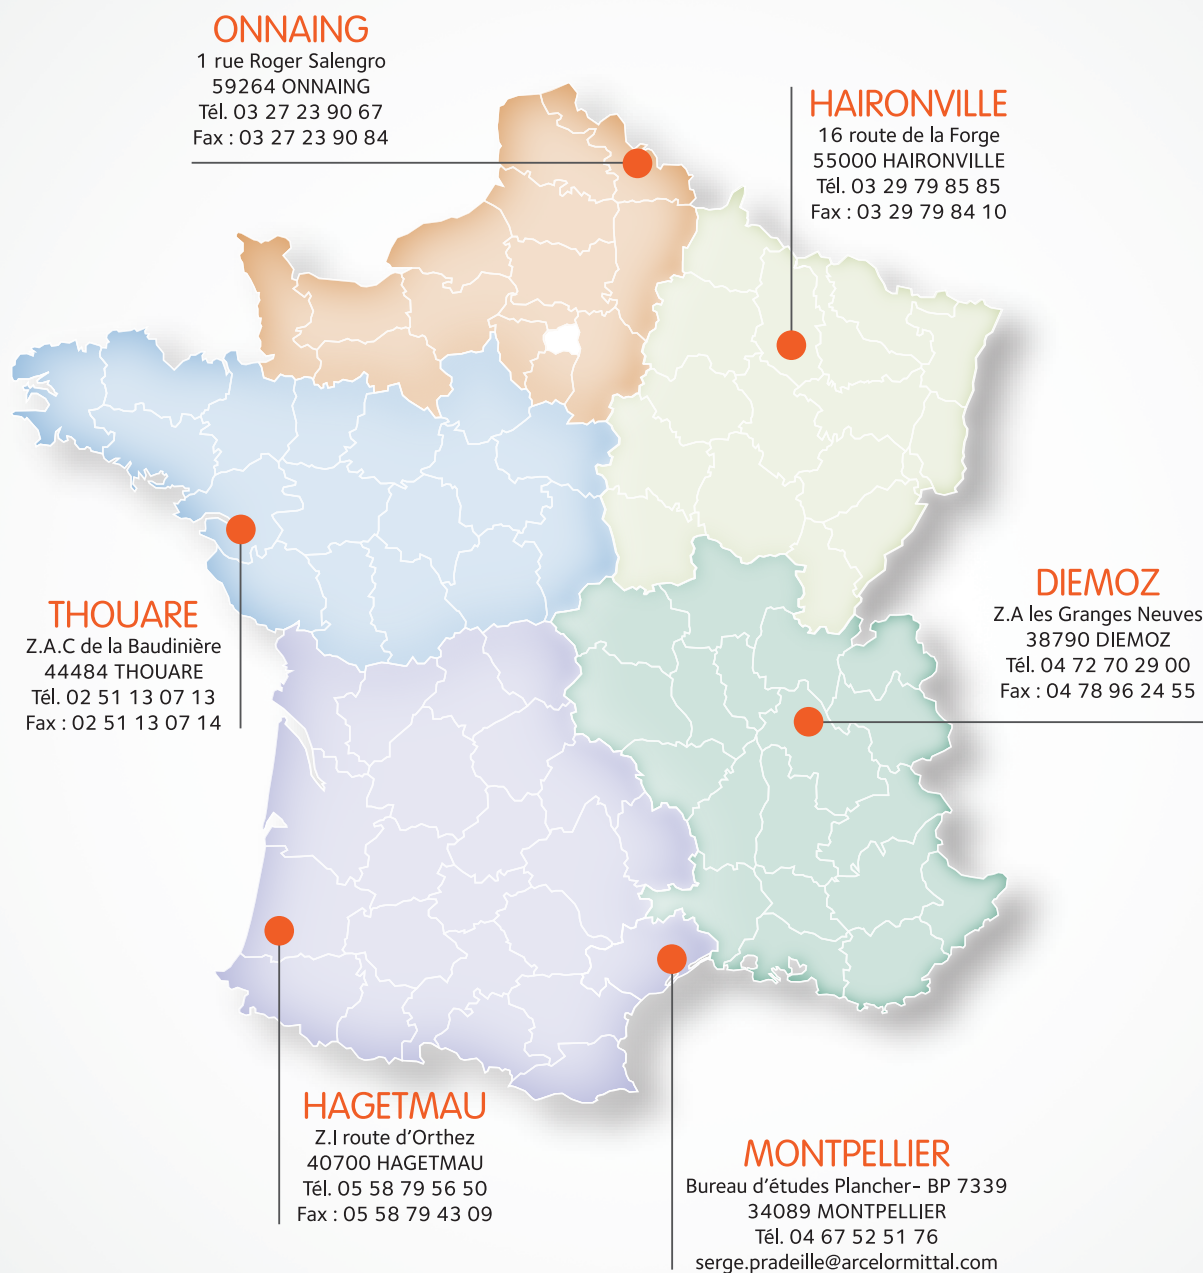 ONNAING
1 rue Roger Salengro
59264 ONNAING
Tél. 03 27 23 90 67
Fax : 03 27 23 90 84
HAIRONVILLE
16 route de la Forge
55000 HAIRONVILLE
Tél. 03 29 79 85 85
Fax : 03 29 79 84 10
THOUARE
Z.A.C de la Baudinière
44484 THOUARE
Tél. 02 51 13 07 13
Fax : 02 51 13 07 14
DIEMOZ
Z.A les Granges Neuves
38790 DIEMOZ
Tél. 04 72 70 29 00
Fax : 04 78 96 24 55
HAGETMAU
Z.I route d'Orthez
40700 HAGETMAU
Tél. 05 58 79 56 50
Fax : 05 58 79 43 09
MONTPELLIER
Bureau d'études Plancher- BP 7339
34089 MONTPELLIER
Tél. 04 67 52 51 76
serge.pradeille@arcelormittal.com